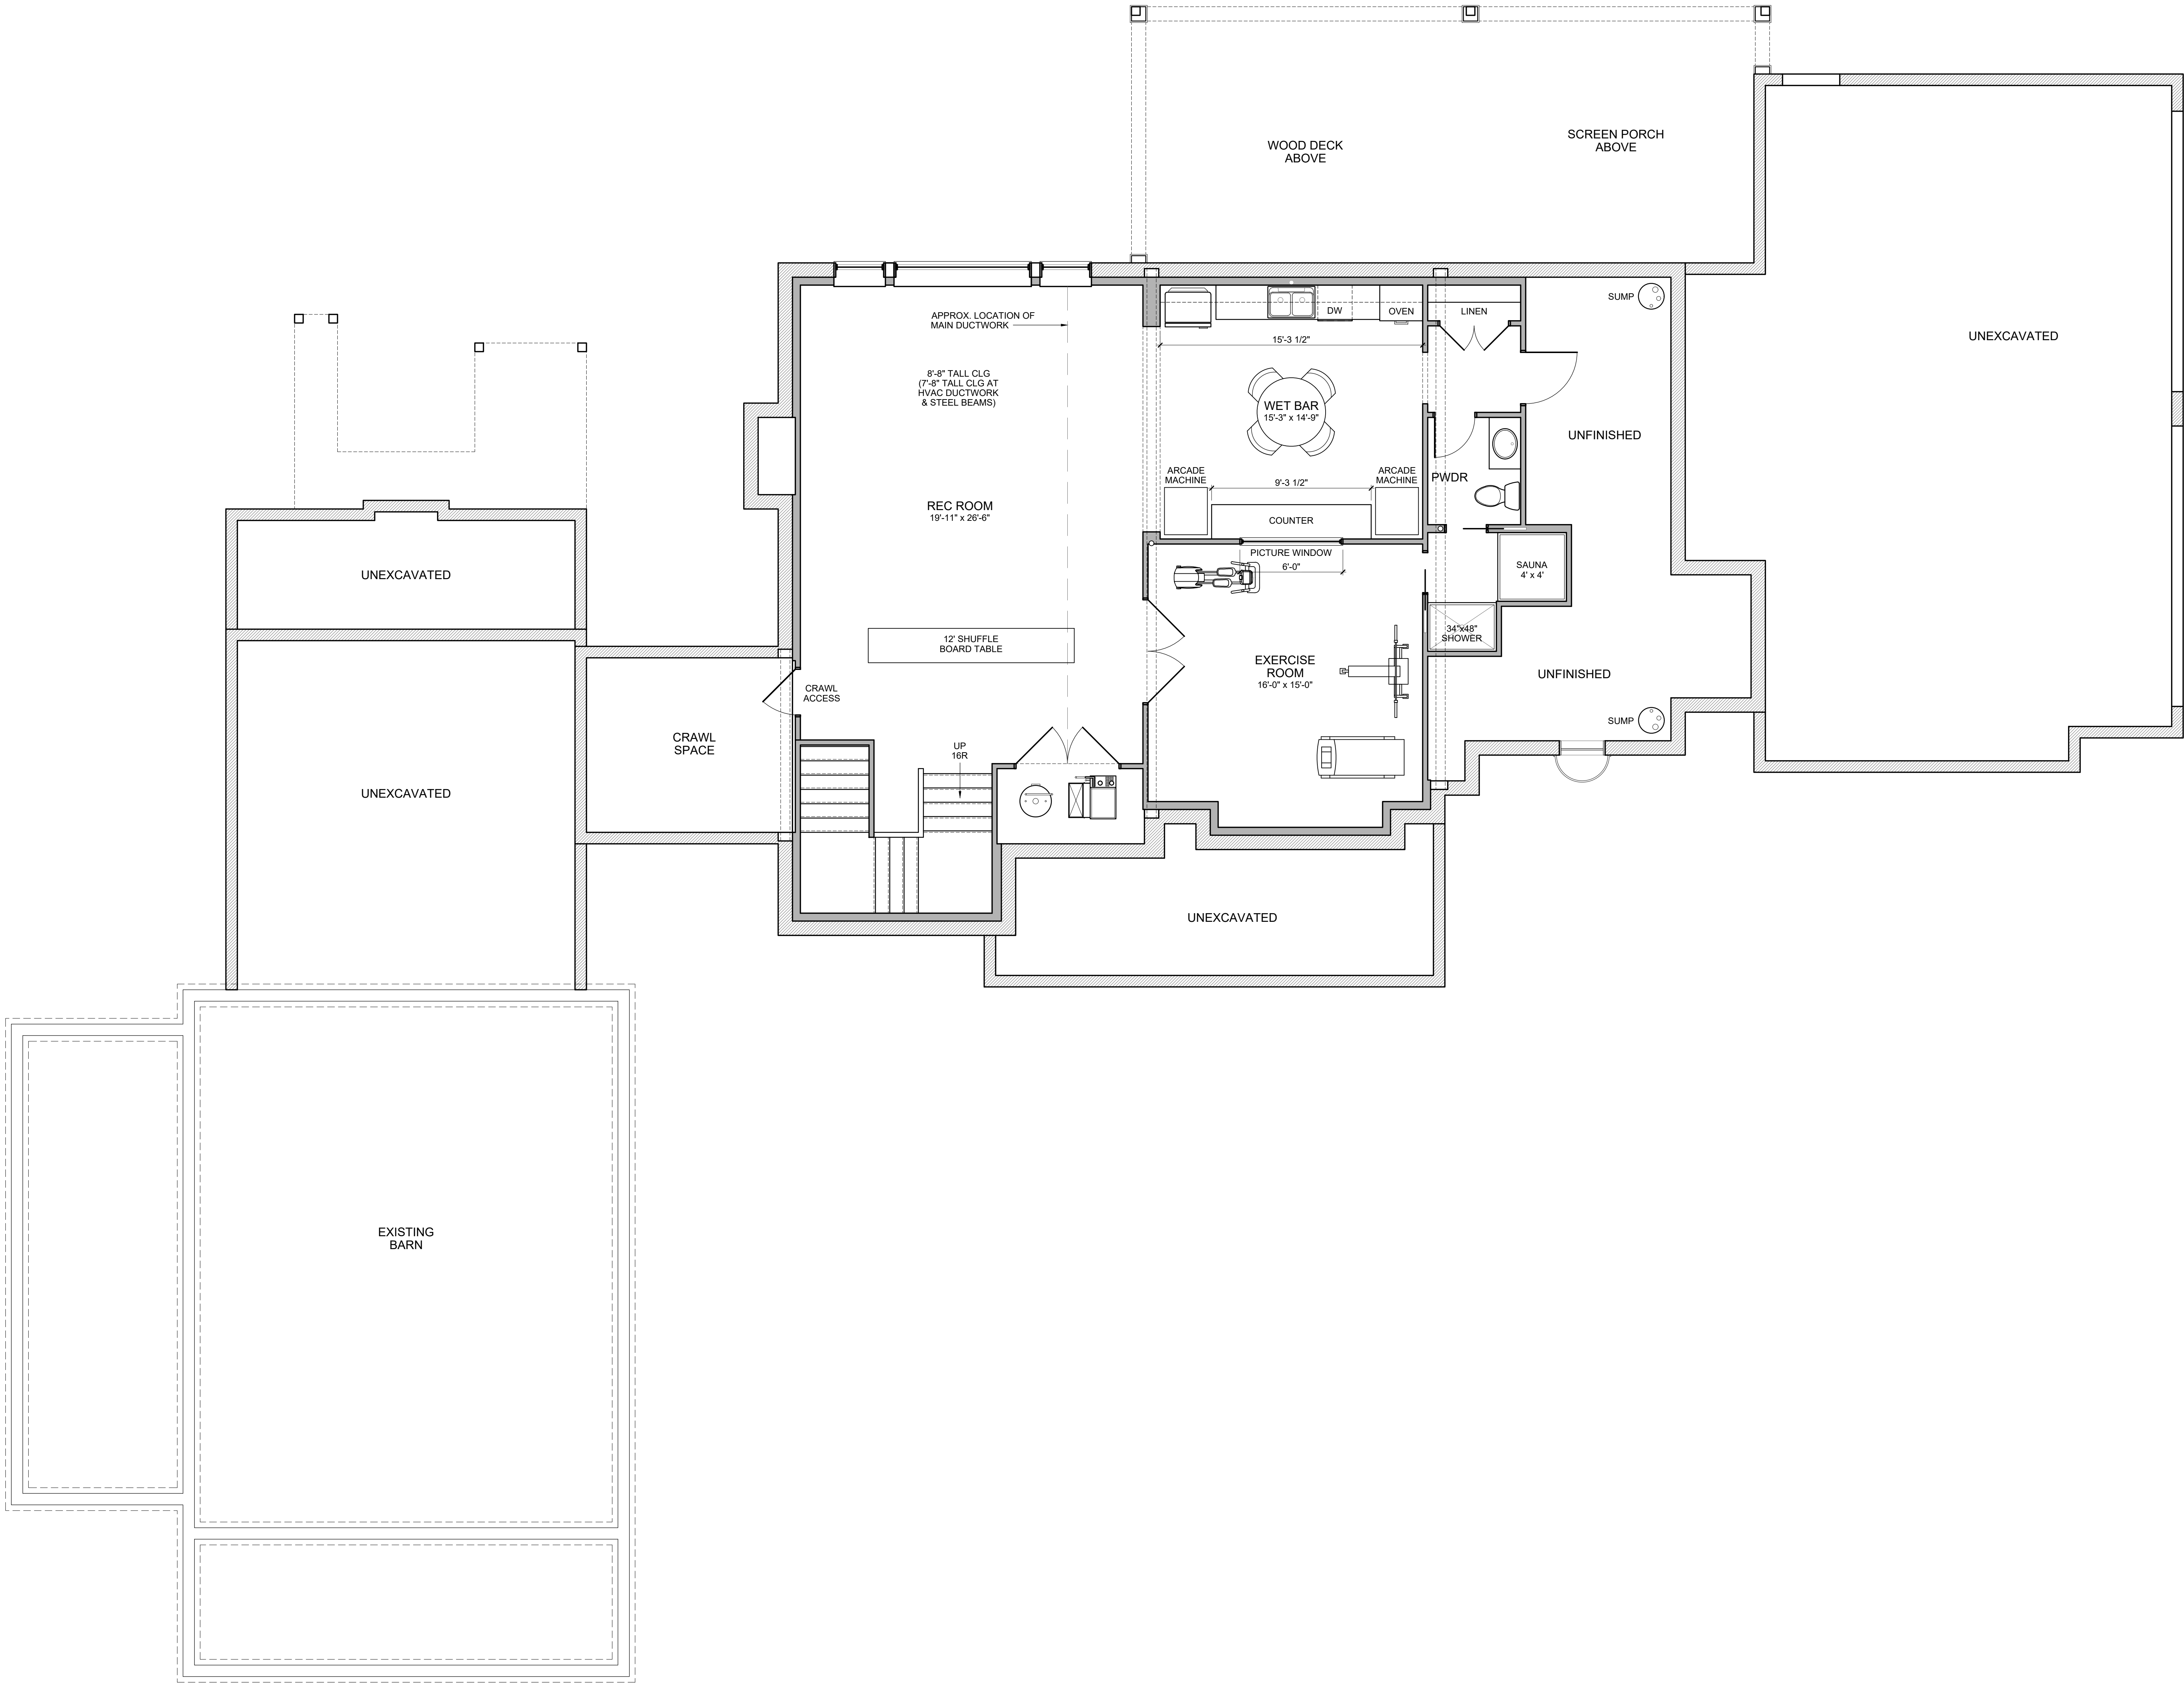 SCREEN PORCH
ABOVE
WOOD DECK
ABOVE
SUMP
APPROX. LOCATION OF
MAIN DUCTWORK
DW
OVEN
LINEN
15'-3 1/2"
UNEXCAVATED
8'-8" TALL CLG
(7'-8" TALL CLG AT
HVAC DUCTWORK
& STEEL BEAMS)
WET BAR
15'-3" x 14'-9"
UNFINISHED
ARCADE
MACHINE
ARCADE
MACHINE
PWDR
9'-3 1/2"
REC ROOM
19'-11" x 26'-6"
COUNTER
PICTURE WINDOW
6'-0"
SAUNA
4' x 4'
UNEXCAVATED
12' SHUFFLE
BOARD TABLE
34"x48"
SHOWER
EXERCISE
ROOM
16'-0" x 15'-0"
UNFINISHED
CRAWL
ACCESS
SUMP
CRAWL
SPACE
UP
16R
UNEXCAVATED
UNEXCAVATED
EXISTING
BARN